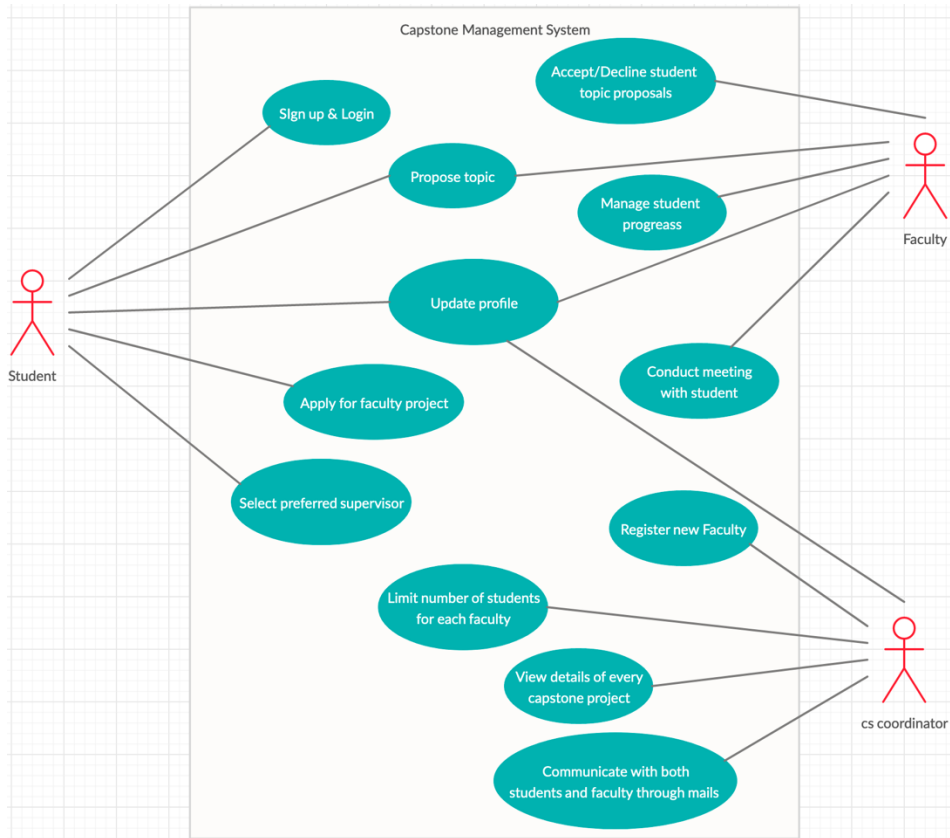 Capstone Management System
Accept/Decline student
topic proposals
SIgn up & Login
Propose topic
Manage student
progreass
Faculty
Update profile
Student
Conduct meeting
with student
Apply for faculty project
Select preferred supervisor
Register new Faculty
Limit number of students
for each faculty
View details of every
capstone project
cs coordinator
Communicate with both
students and faculty through mails